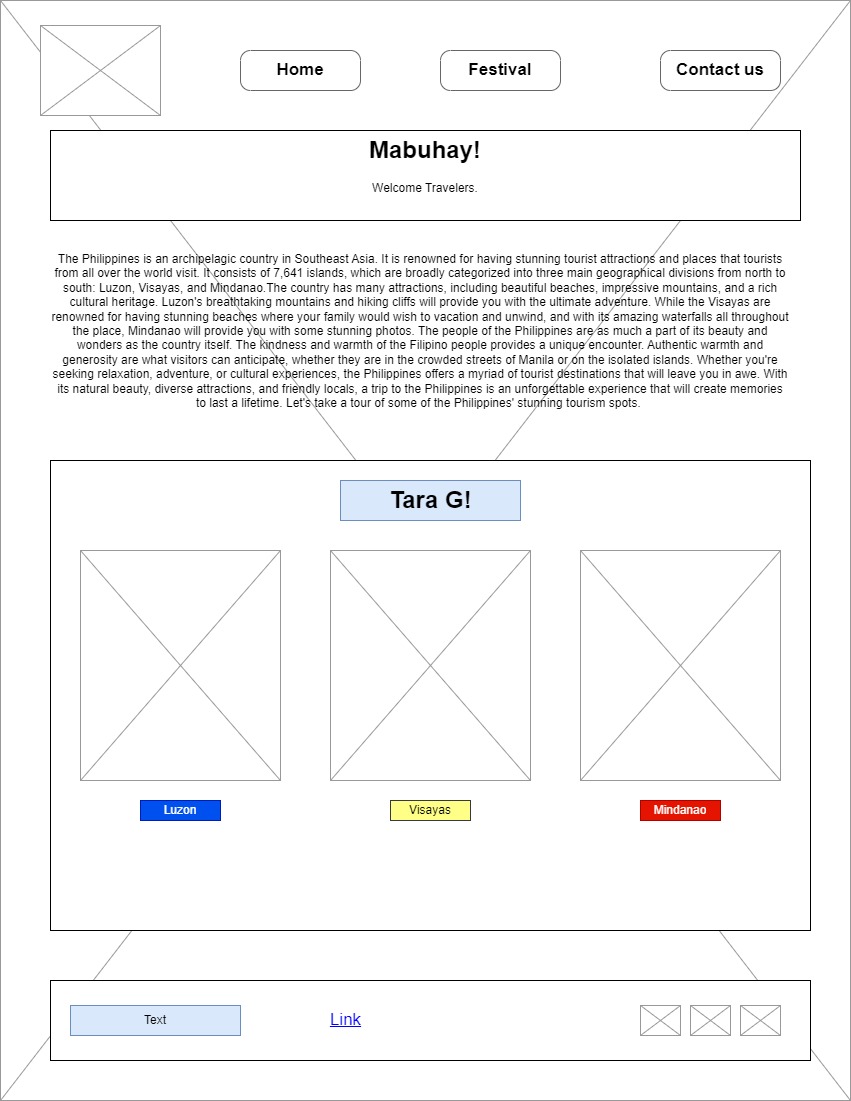 Home
Festival
Contact us
Mabuhay!
Welcome Travelers.
The Philippines is an archipelagic country in Southeast Asia. It is renowned for having stunning tourist attractions and places that tourists
from all over the world visit. It consists of 7,641 islands, which are broadly categorized into three main geographical divisions from north to
south: Luzon, Visayas, and Mindanao.The country has many attractions, including beautiful beaches, impressive mountains, and a rich
cultural heritage. Luzon's breathtaking mountains and hiking cliffs will provide you with the ultimate adventure. While the Visayas are
renowned for having stunning beaches where your family would wish to vacation and unwind, and with its amazing waterfalls all throughout
the place, Mindanao will provide you with some stunning photos. The people of the Philippines are as much a part of its beauty and
wonders as the country itself. The kindness and warmth of the Filipino people provides a unique encounter. Authentic warmth and
generosity are what visitors can anticipate, whether they are in the crowded streets of Manila or on the isolated islands. Whether you're
seeking relaxation, adventure, or cultural experiences, the Philippines offers a myriad of tourist destinations that will leave you in awe. With
its natural beauty, diverse attractions, and friendly locals, a trip to the Philippines is an unforgettable experience that will create memories
to last a lifetime. Let's take a tour of some of the Philippines' stunning tourism spots.
Tara G!
Luzon
Visayas
Mindanao
Text
Link